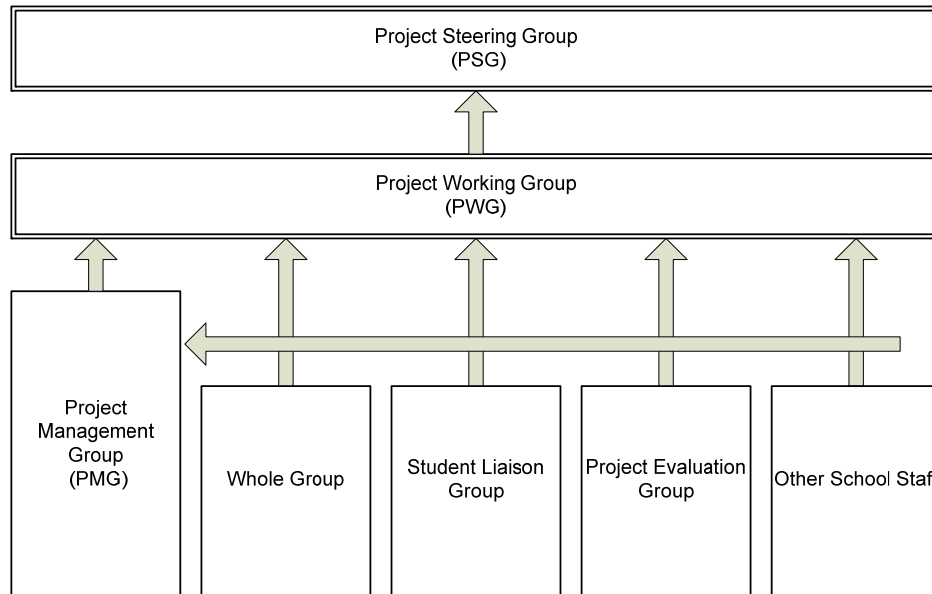 Project Steering Group
(PSG)
Project Working Group
(PWG)
Project
Management
Group
(PMG)
Whole Group
Student Liaison
Group
Project Evaluation
Group
Other School Staf